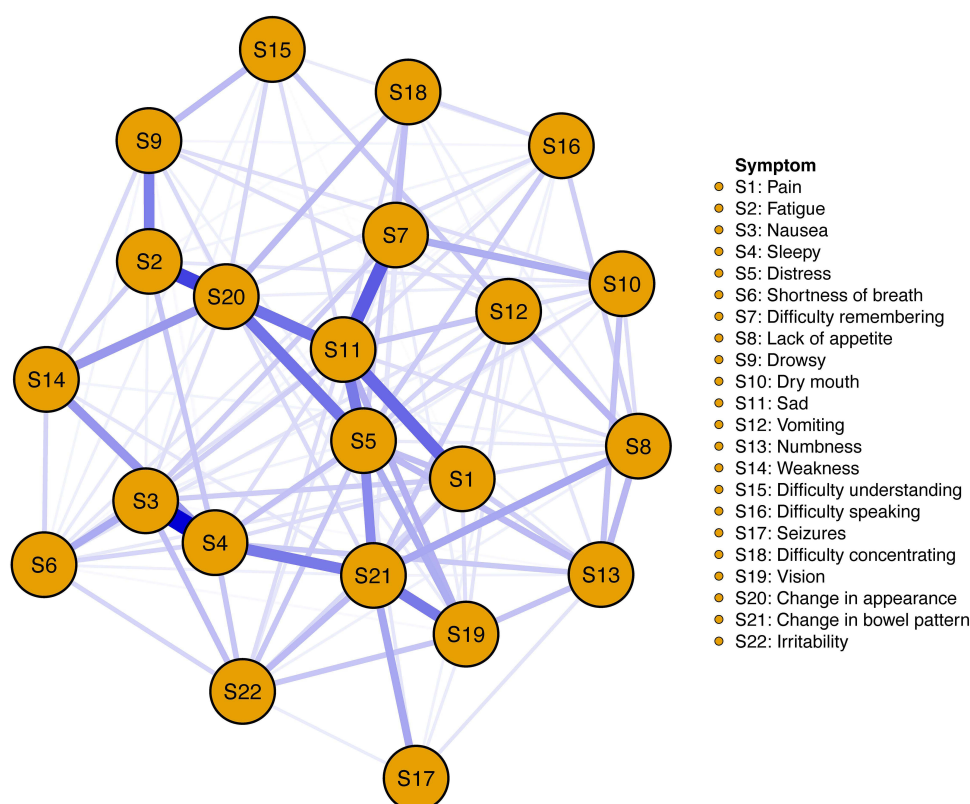 S15
S18
S9
S16
S7
S2
S20
S10
S12
S11
S14
S5
S8
S1
S3
S4
S6
S21
S13
S19
S22
S17
Symptom
S1: Pain
S2: Fatigue
S3: Nausea
S4: Sleepy
S5: Distress
S6: Shortness of breath
S7: Difficulty remembering
S8: Lack of appetite
S9: Drowsy
S10: Dry mouth
S11: Sad
S12: Vomiting
S13: Numbness
S14: Weakness
S15: Difficulty understanding
S16: Difficulty speaking
S17: Seizures
S18: Difficulty concentrating
S19: Vision
S20: Change in appearance
S21: Change in bowel pattern
S22: Irritability